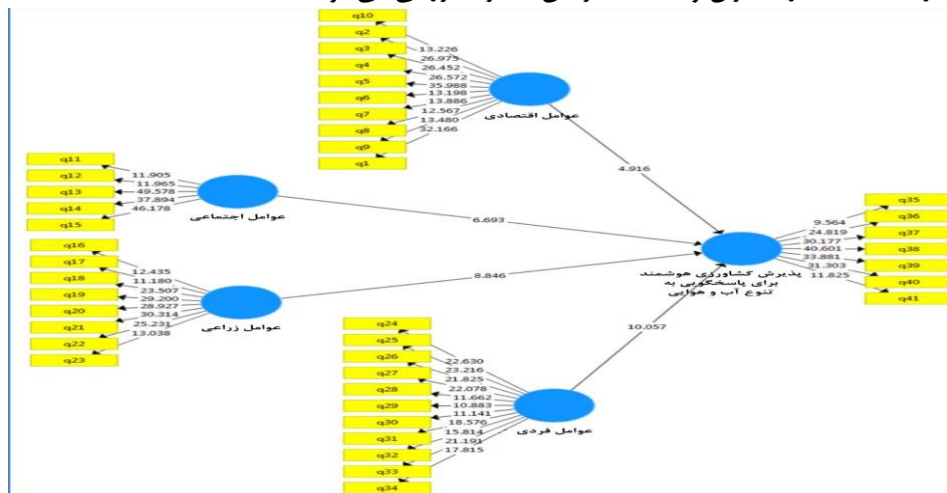 q10
q2
q3
q4
q5
q6
q7
q8
q9
q1
13.226
26.975
26.452
26.572
35.988
13.198
13.886
12.567
13.480
32.166
عوامل اقتصادی
4.916
q11
q12
q13
q14
q15
11.905
11.965
49.578
37.894
46.178
عوامل اجتماعی
6.693
q16
q17
q18
q19
q20
q21
q22
q23
12.435
11.180
23.507
29.200
28.927
30.314
25.231
13.038
عوامل زراعی
8.846
q24
q25
q26
q27
q28
q29
q30
q31
q32
q33
q34
22.630
23.216
21.825
22.078
11.662
10.883
11.141
18.576
15.814
21.191
17.815
عوامل فردی
10.057
پذیرش کشاورزی هوشمند
برای پاسخگویی به
تنوع آب و هوایی
9.564
24.819
30.177
40.601
33.881
31.303
11.825
q35
q36
q37
q38
q39
q40
q41